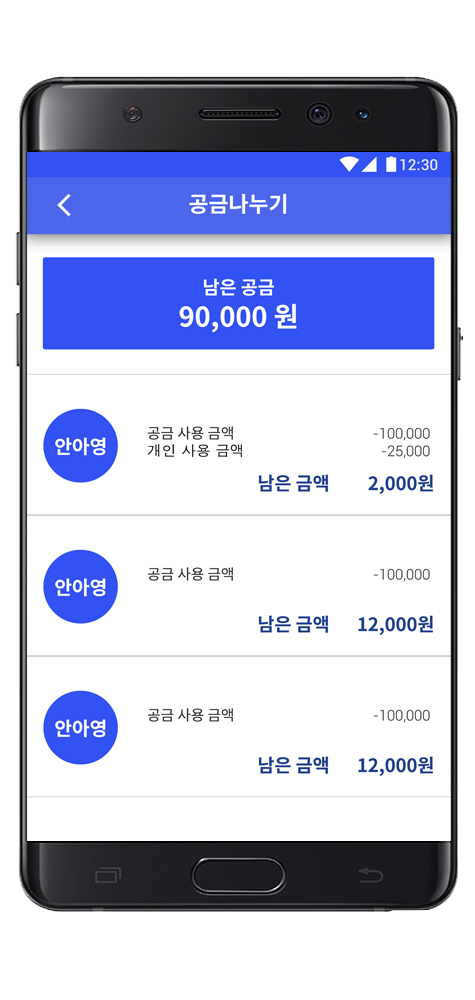 12:30
공금나누기
남은 공금
90,000 원
안아영
공금 사용 금액 -100,000
개인 사용 금액 -25,000
남은 금액 2,000원
안아영
공금 사용 금액 -100,000
남은 금액 12,000원
안아영
공금 사용 금액 -100,000
남은 금액 12,000원